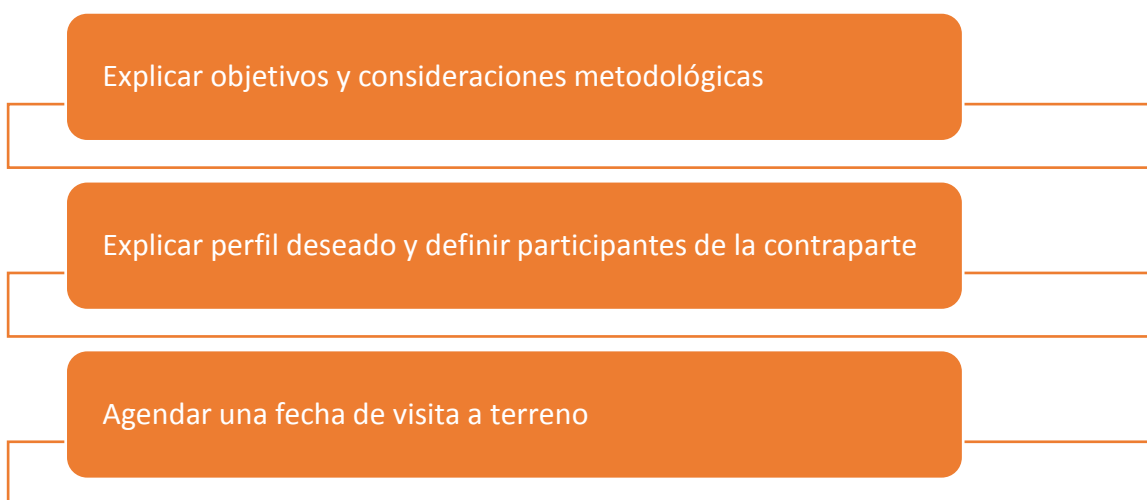 Explicar objetivos y consideraciones metodológicas
Explicar perfil deseado y definir participantes de la contraparte
Agendar una fecha de visita a terreno